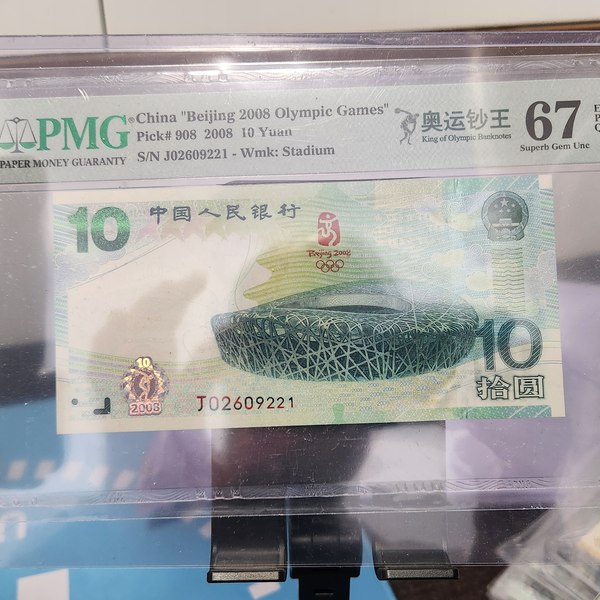 PMG®
PAPER MONEY GUARANTY
China "Beijing 2008 Olympic Games"
Pick# 908 2008 10 Yuan
S/N J02609221 - Wmk: Stadium
奥运钞王
King of Olympic Banknotes
67
Superb Gem Unc
E
P
Q
10
中国人民银行
Beijing 2008
10
2008
J02609221
10
拾圆